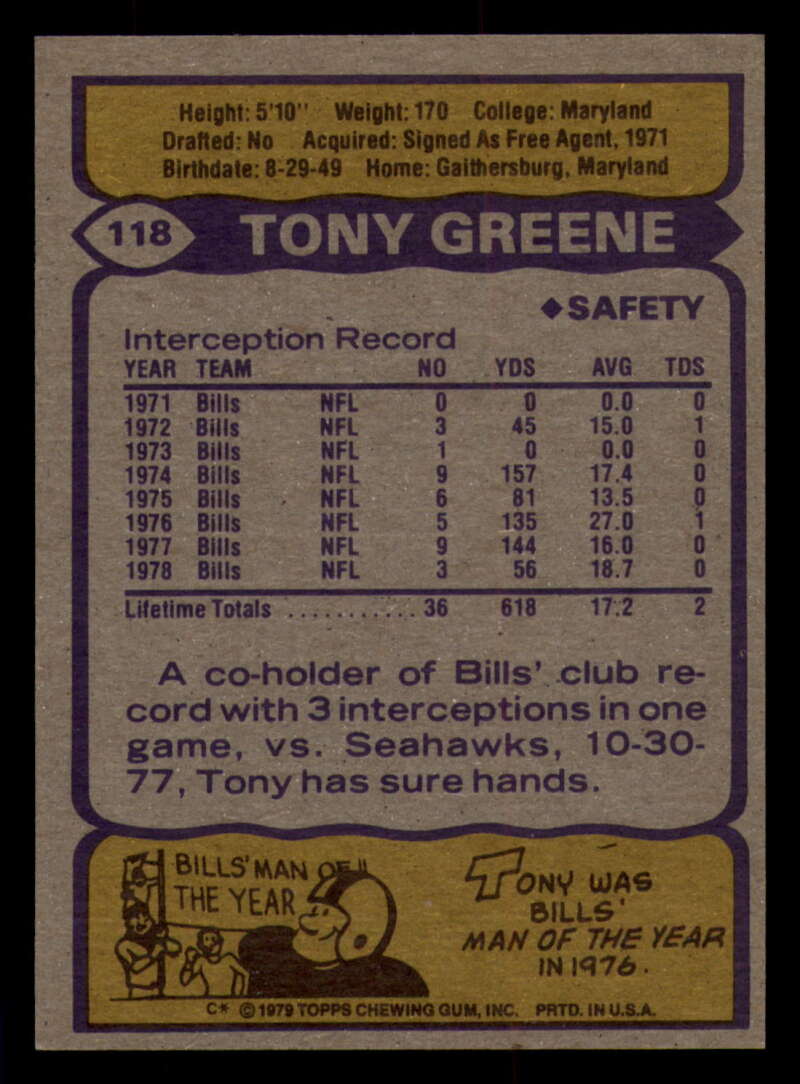 Height: 5'10" Weight: 170 College: Maryland
Drafted: No Acquired: Signed As Free Agent, 1971
Birthdate: 8-29-49 Home: Gaithersburg, Maryland
118 TONY GREENE
◆SAFETY
Interception Record
YEAR TEAM NO YDS AVG TDS
1971 Bills NFL 0 0 0.0 0
1972 Bills NFL 3 45 15.0 1
1973 Bills NFL 1 0 0.0 0
1974 Bills NFL 9 157 17.4 0
1975 Bills NFL 6 81 13.5 0
1976 Bills NFL 5 135 27.0 1
1977 Bills NFL 9 144 16.0 0
1978 Bills NFL 3 56 18.7 0
Lifetime Totals ........... 36 618 17.2 2
A co-holder of Bills' club re-
cord with 3 interceptions in one
game, vs. Seahawks, 10-30-
77, Tony has sure hands.
BILLS' MAN OF
THE YEAR
TONY WAS
BILLS'
MAN OF THE YEAR
IN 1976.
C* © 1979 TOPPS CHEWING GUM, INC. PRTD. IN U.S.A.